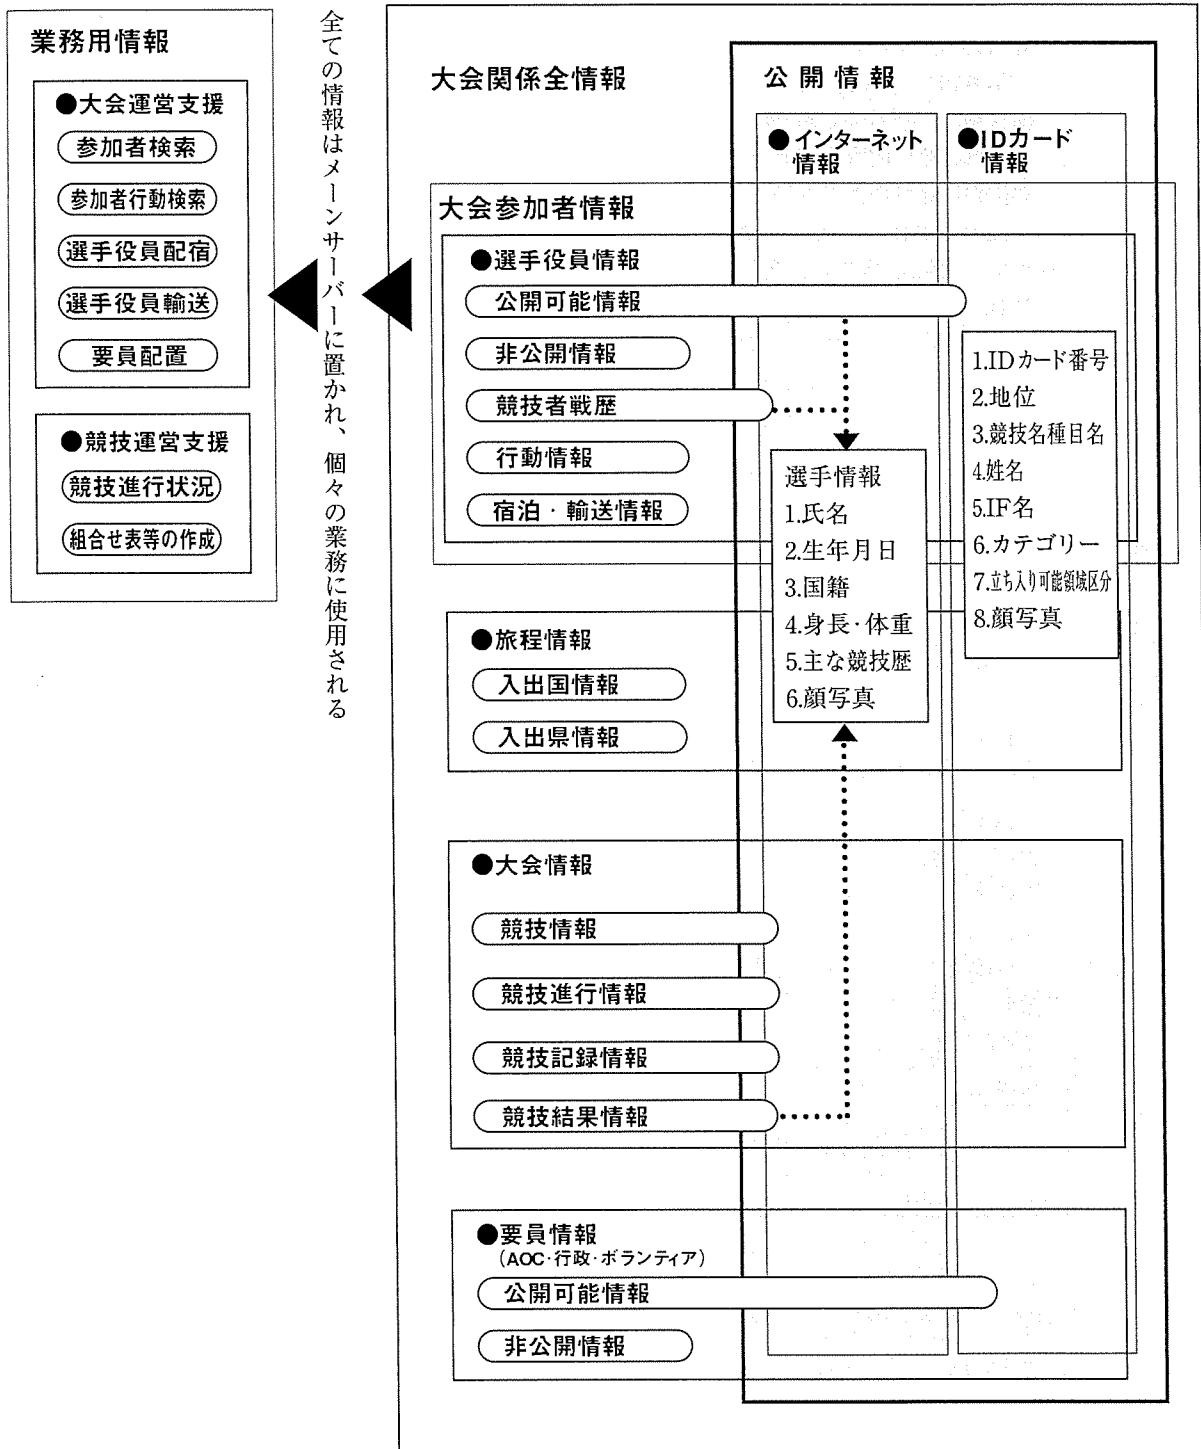 業務用情報
●大会運営支援
参加者検索
参加者行動検索
選手役員配宿
選手役員輸送
要員配置
●競技運営支援
競技進行状況
組合せ表等の作成
全ての情報はメーンサーバーに置かれ、個々の業務に使用される
大会関係全情報
公開情報
●インターネット
情報
●IDカード
情報
大会参加者情報
●選手役員情報
公開可能情報
非公開情報
競技者戦歴
行動情報
宿泊・輸送情報
選手情報
1.氏名
2.生年月日
3.国籍
4.身長・体重
5.主な競技歴
6.顔写真
1.IDカード番号
2.地位
3.競技名種目名
4.姓名
5.IF名
6.カテゴリー
7.立ち入り可能領域区分
8.顔写真
●旅程情報
入出国情報
入出県情報
●大会情報
競技情報
競技進行情報
競技記録情報
競技結果情報
●要員情報
(AOC・行政・ボランティア)
公開可能情報
非公開情報